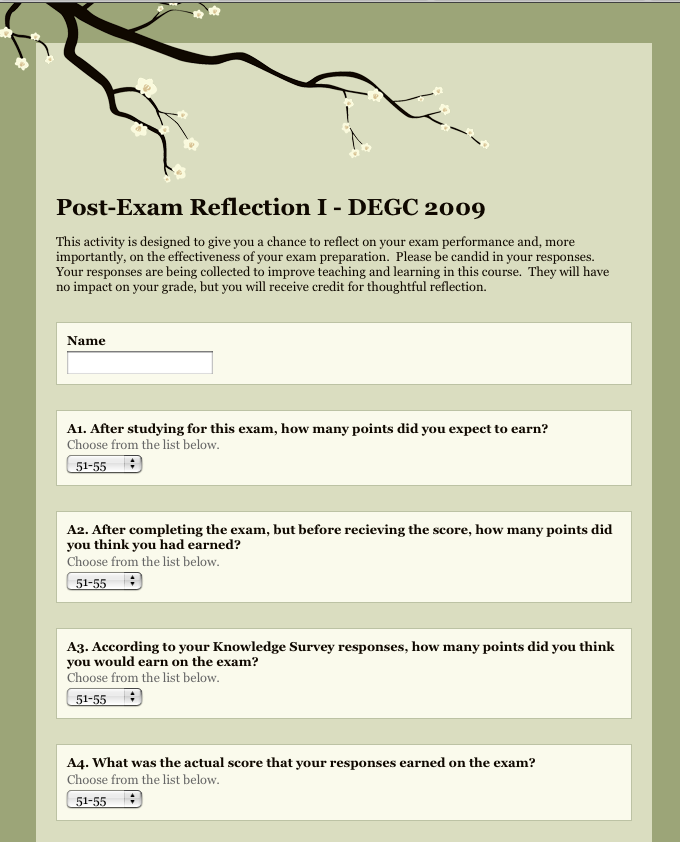 Post-Exam Reflection I - DEGC 2009
This activity is designed to give you a chance to reflect on your exam performance and, more
importantly, on the effectiveness of your exam preparation.  Please be candid in your responses.
Your responses are being collected to improve teaching and learning in this course.  They will have
no impact on your grade, but you will receive credit for thoughtful reflection.
Name
A1. After studying for this exam, how many points did you expect to earn?
Choose from the list below.
51-55
A2. After completing the exam, but before recieving the score, how many points did
you think you had earned?
Choose from the list below.
51-55
A3. According to your Knowledge Survey responses, how many points did you think
you would earn on the exam?
Choose from the list below.
51-55
A4. What was the actual score that your responses earned on the exam?
Choose from the list below.
51-55